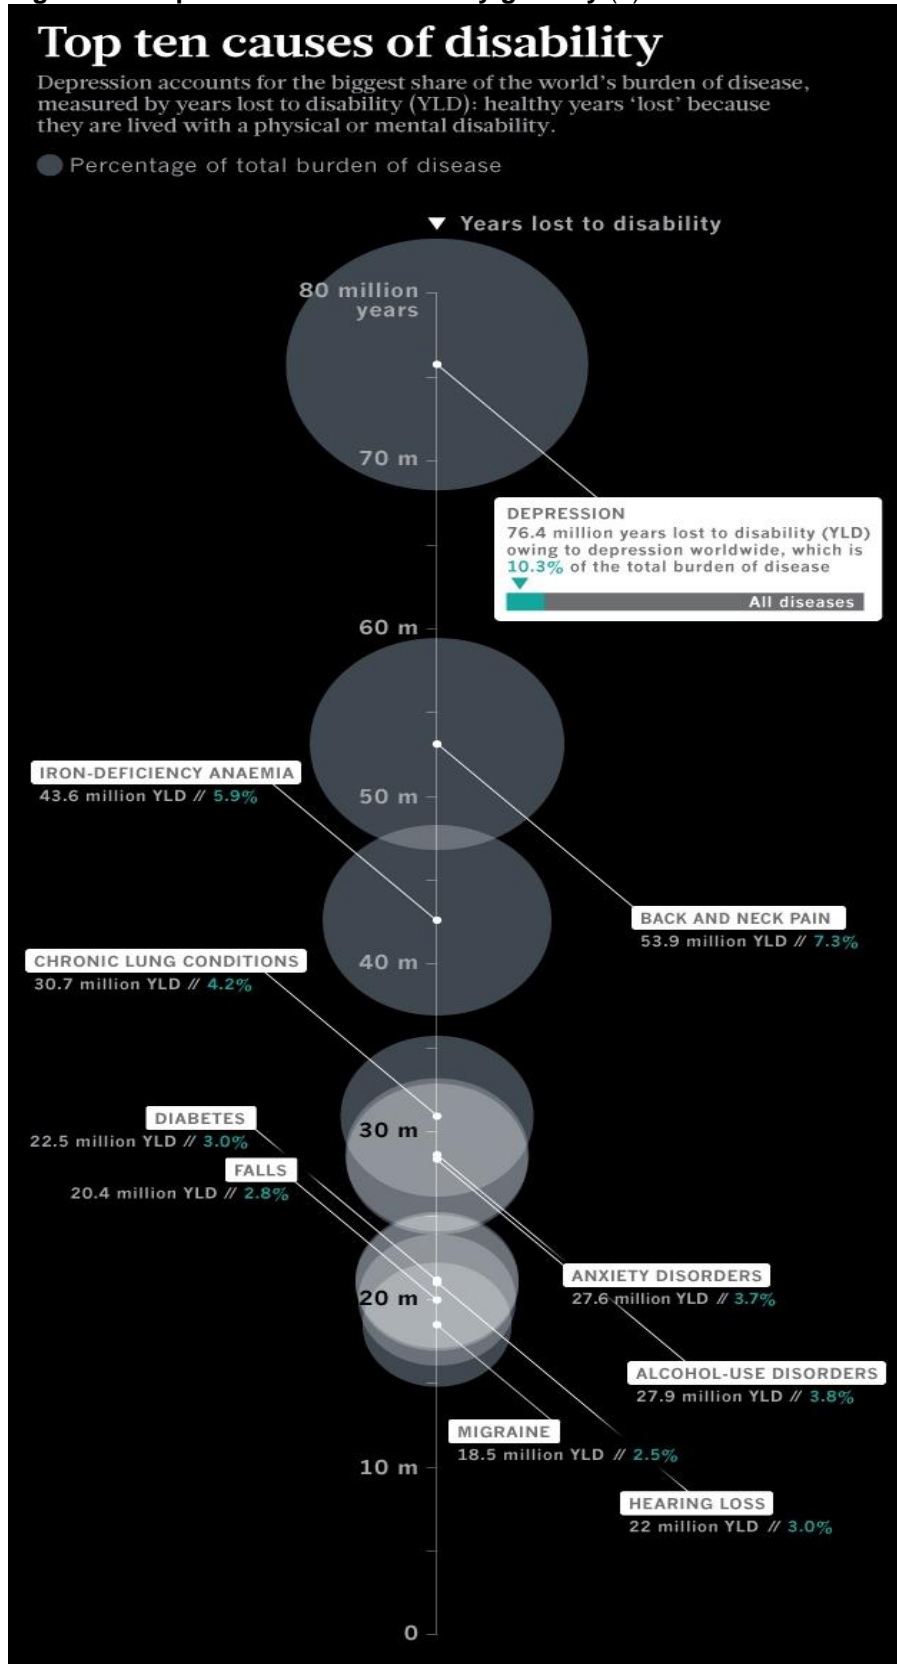 Top ten causes of disability
Depression accounts for the biggest share of the world's burden of disease,
measured by years lost to disability (YLD): healthy years 'lost' because
they are lived with a physical or mental disability.
Percentage of total burden of disease
Years lost to disability
80 million
years
70 m
DEPRESSION
76.4 million years lost to disability (YLD)
owing to depression worldwide, which is
10.3% of the total burden of disease
All diseases
60 m
IRON-DEFICIENCY ANAEMIA
43.6 million YLD // 5.9%
50 m
BACK AND NECK PAIN
53.9 million YLD // 7.3%
CHRONIC LUNG CONDITIONS
30.7 million YLD // 4.2%
40 m
DIABETES
22.5 million YLD // 3.0%
30 m
FALLS
20.4 million YLD // 2.8%
ANXIETY DISORDERS
27.6 million YLD // 3.7%
20 m
ALCOHOL-USE DISORDERS
27.9 million YLD // 3.8%
MIGRAINE
18.5 million YLD // 2.5%
10 m
HEARING LOSS
22 million YLD // 3.0%
0